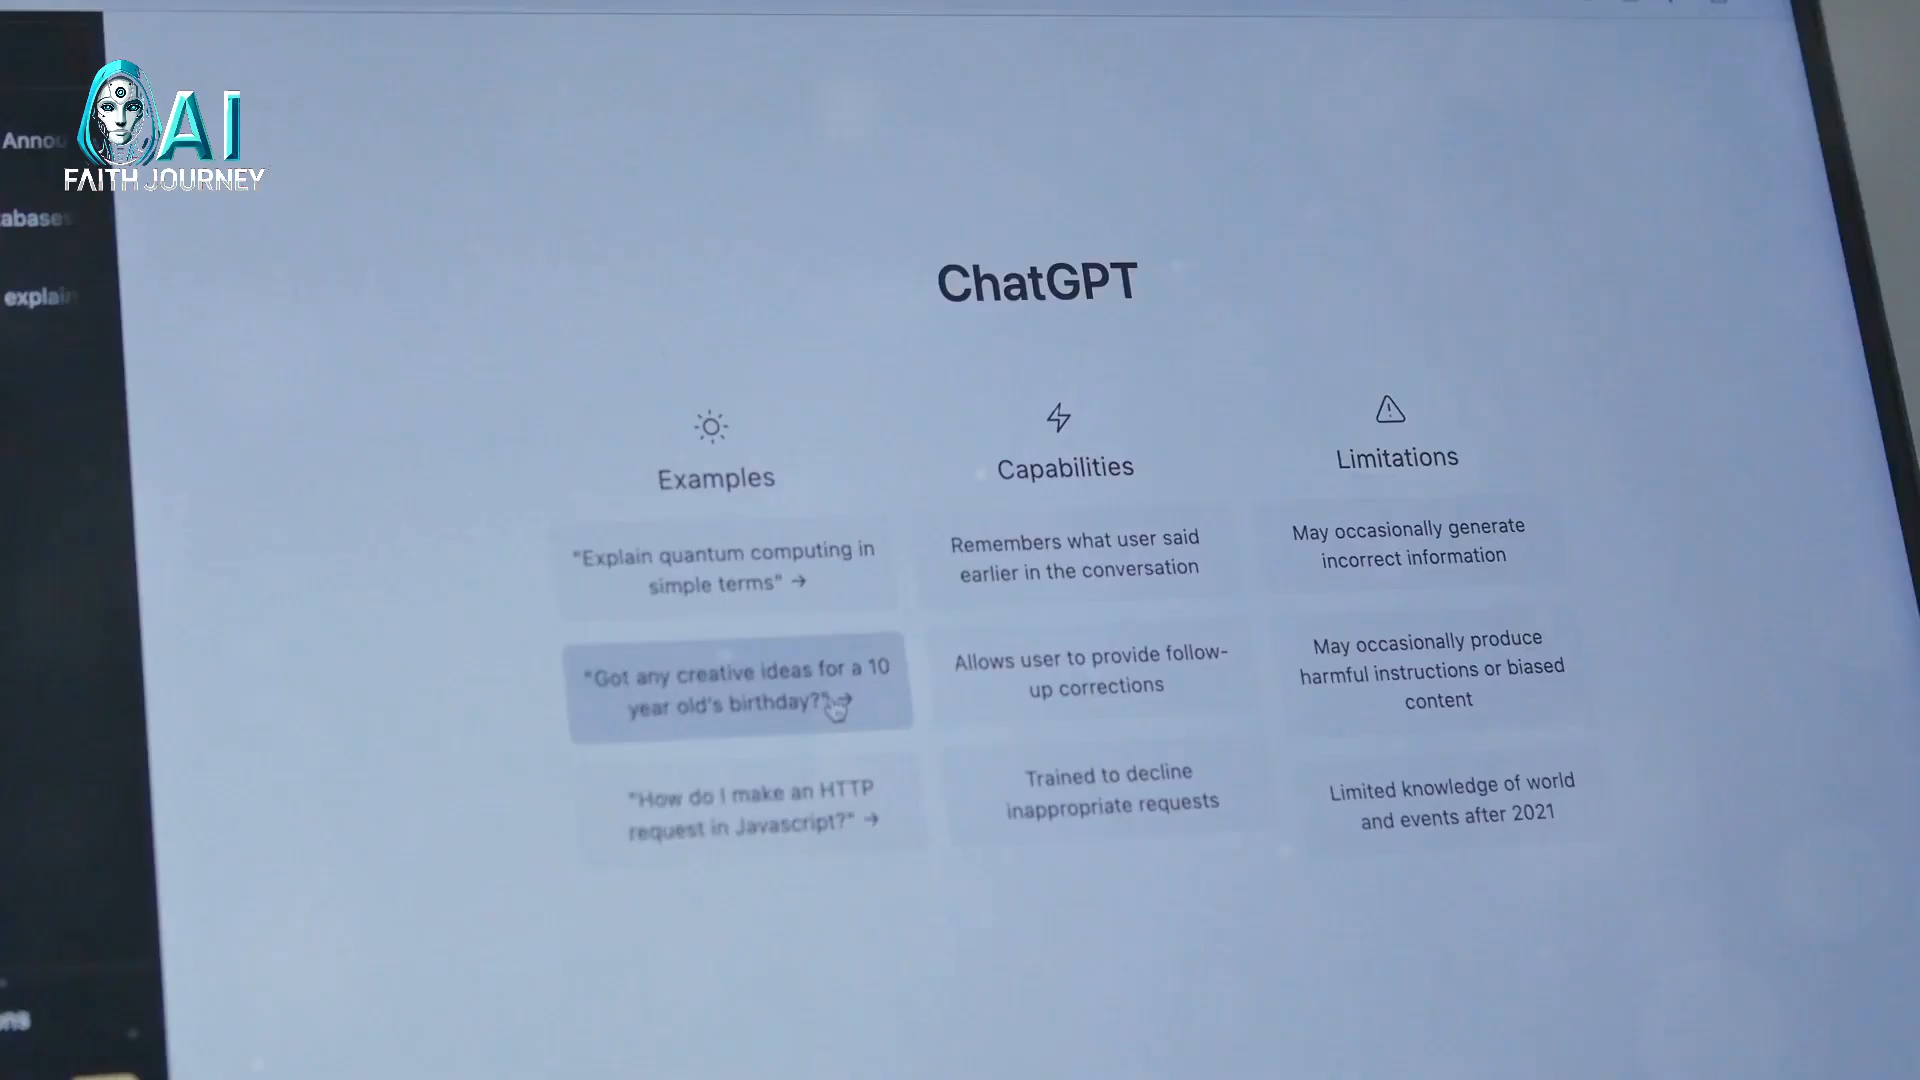 AI
FAITH JOURNEY
ChatGPT
Examples
"Explain quantum computing in
simple terms" →
"Got any creative ideas for a 10
year old's birthday?" →
"How do I make an HTTP
request in Javascript?" →
Capabilities
Remembers what user said
earlier in the conversation
Allows user to provide follow-
up corrections
Trained to decline
inappropriate requests
Limitations
May occasionally generate
incorrect information
May occasionally produce
harmful instructions or biased
content
Limited knowledge of world
and events after 2021
explain